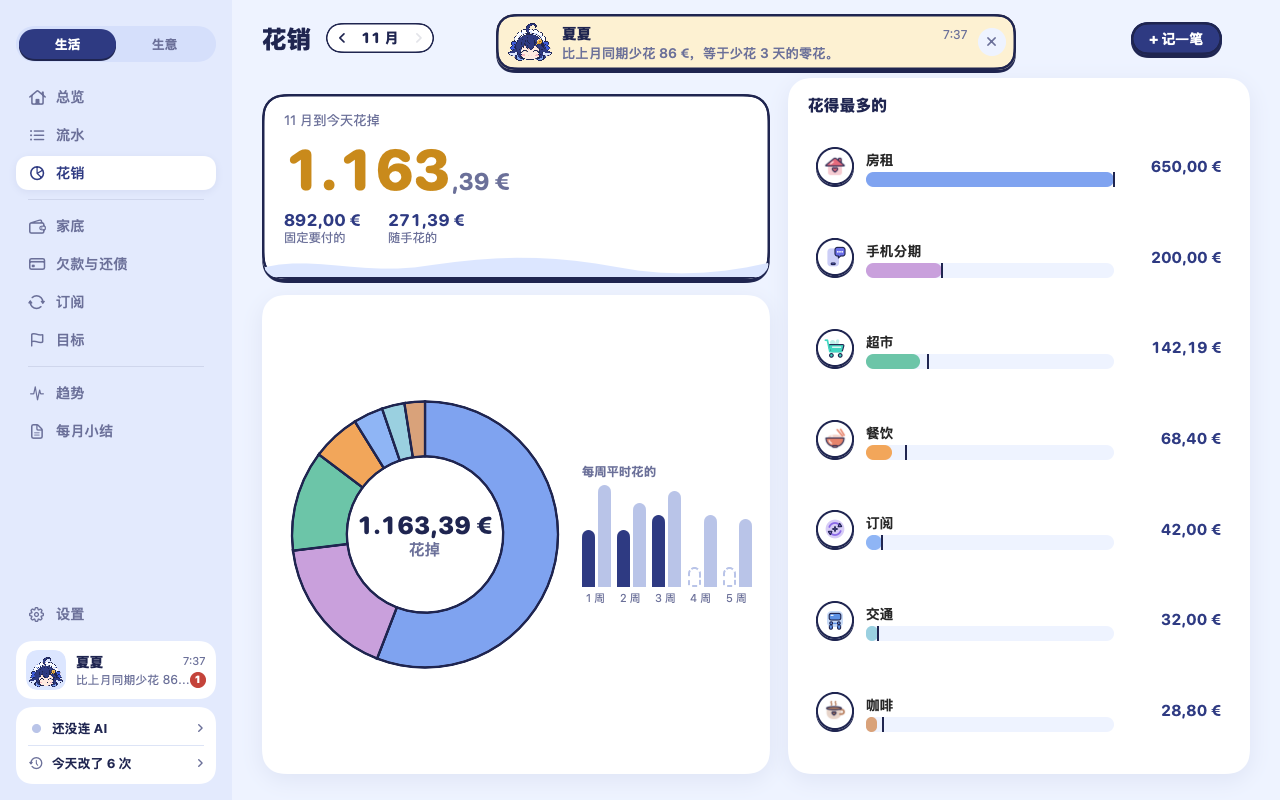 生活
生意
总览
流水
花销
家底
欠款与还债
订阅
目标
趋势
每月小结
设置
夏夏
7:37
比上月同期少花 86...
1
还没连 AI
今天改了 6 次
花销
11 月
夏夏
7:37
比上月同期少花 86 €，等于少花 3 天的零花。
+ 记一笔
11 月到今天花掉
1.163,39 €
892,00 €
271,39 €
固定要付的
随手花的
1.163,39 €
花掉
每周平时花的
1 周
2 周
3 周
4 周
5 周
花得最多的
房租
650,00 €
手机分期
200,00 €
超市
142,19 €
餐饮
68,40 €
订阅
42,00 €
交通
32,00 €
咖啡
28,80 €